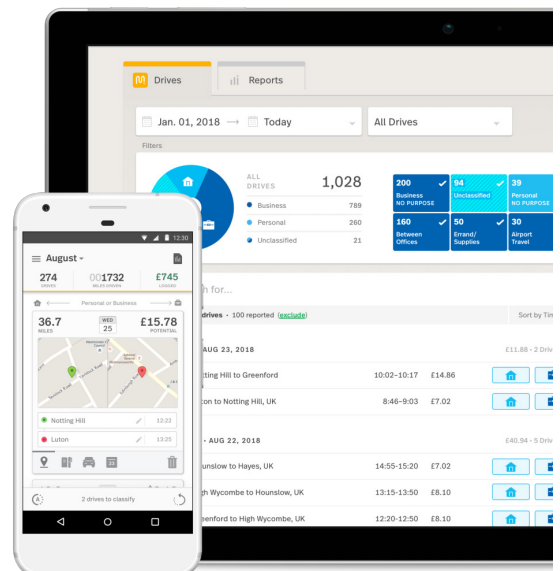 Drives
Reports
Jan. 01, 2018 → Today
All Drives
Filters
ALL
DRIVES
1,028
Business 789
Personal 260
Unclassified 21
200
Business
NO PURPOSE
94
Unclassified
39
Personal
NO PURPOSE
160
Between
Offices
50
Errand/
Supplies
30
Airport
Travel
for...
drives • 100 reported (exclude)
Sort by
AUG 23, 2018
£11.88 • 2
tting Hill to Greenford 10:02–10:17 £14.86
ton to Notting Hill, UK 8:46–9:03 £7.02
• AUG 22, 2018
£40.94 • 5
unslow to Hayes, UK 14:55-15:20 £7.02
gh Wycombe to Hounslow, UK 13:15-13:50 £8.10
eenford to High Wycombe, UK 12:20-12:50 £8.10
12:30
August
274 001732 £745
DRIVES MILES DRIVEN LOGGED
Personal or Business
36.7
MILES
WED
25
£15.78
POTENTIAL
Notting Hill 12:22
Luton 13:25
2 drives to classify